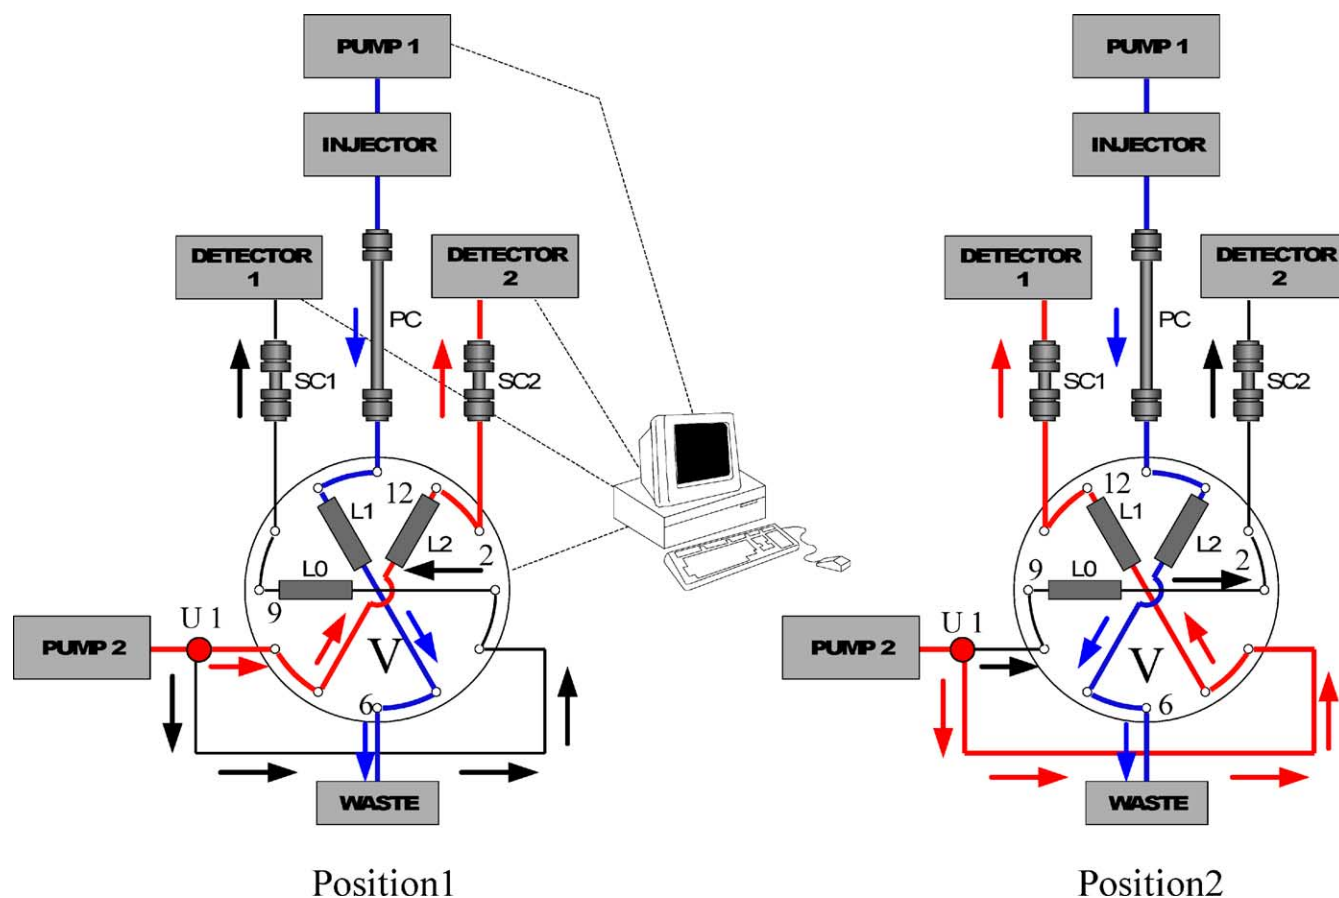 PUMP 1
INJECTOR
DETECTOR
1
DETECTOR
2
PC
SC1
SC2
12
L1
L2
2
L0
9
U 1
PUMP 2
V
6
WASTE
Position1
PUMP 1
INJECTOR
DETECTOR
1
DETECTOR
2
PC
SC1
SC2
12
L1
L2
2
9
L0
U 1
PUMP 2
V
6
WASTE
Position2